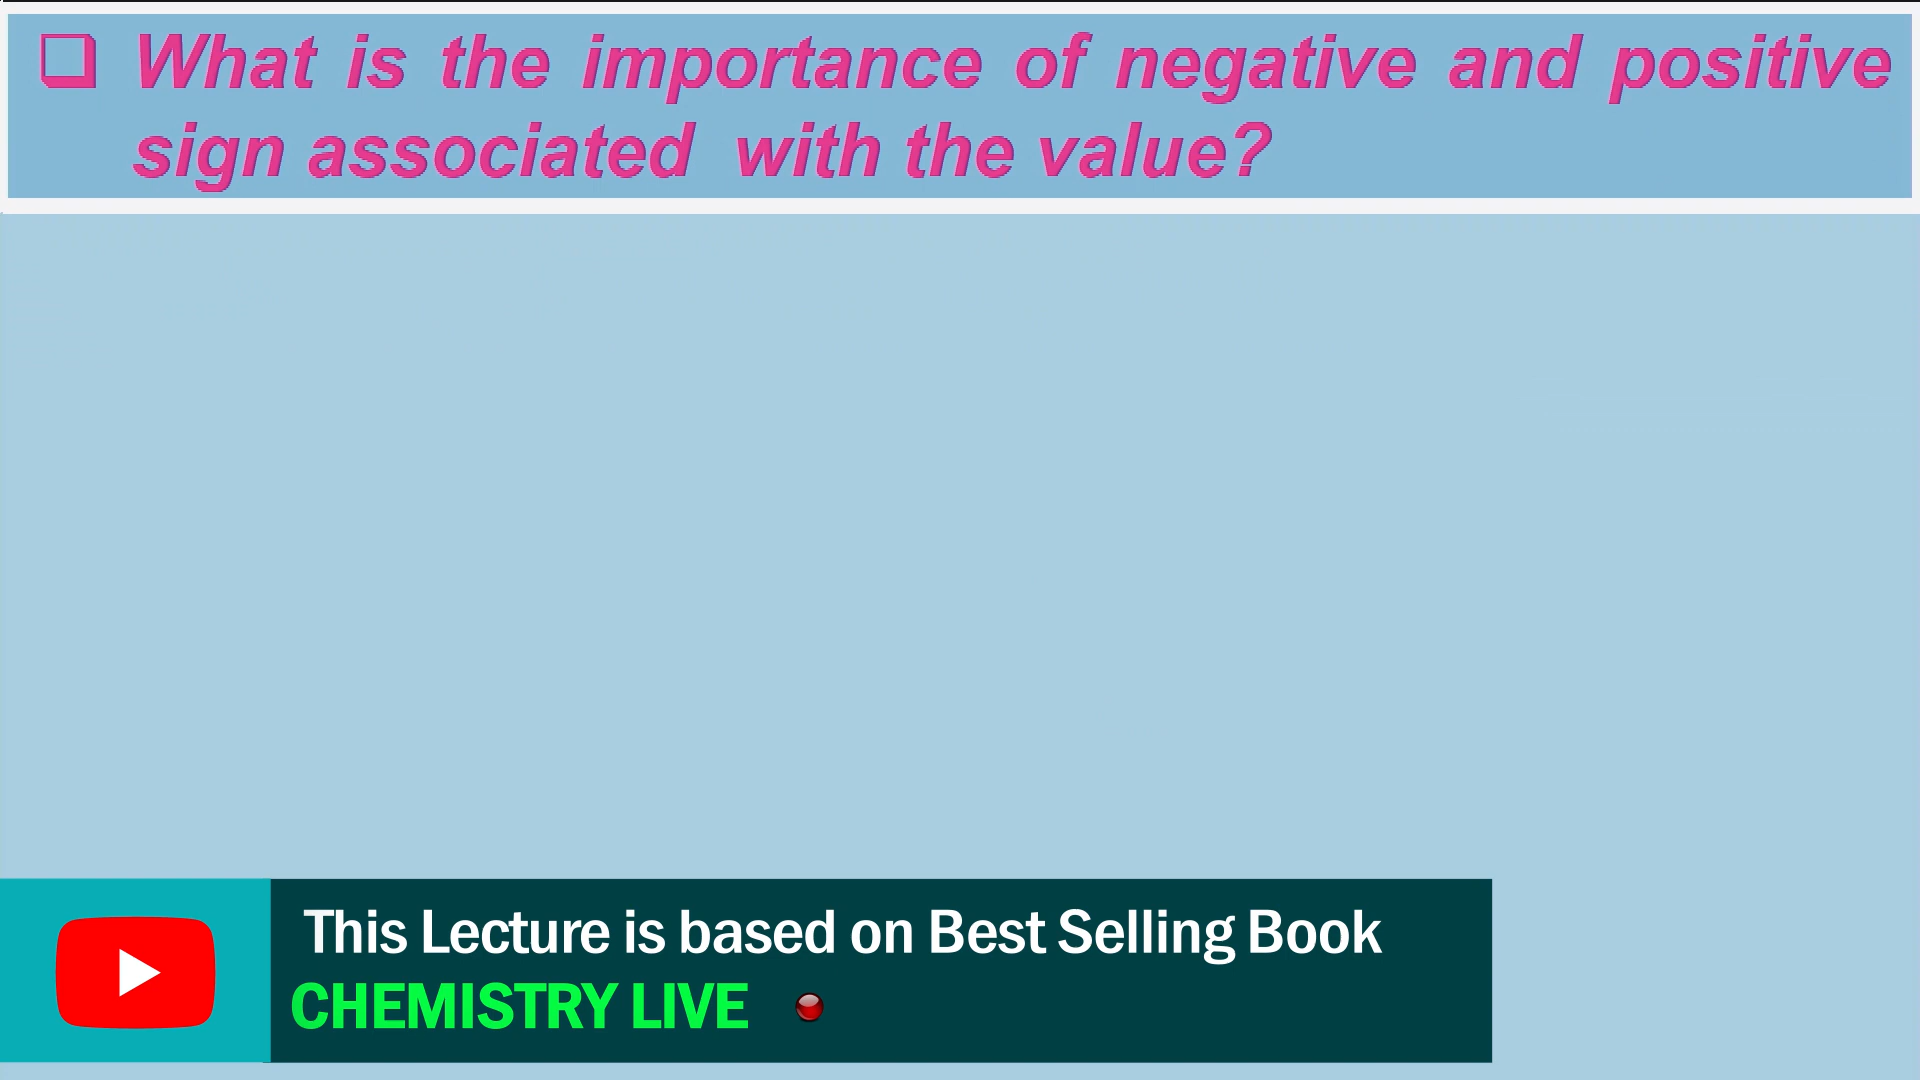 ❑ What is the importance of negative and positive
sign associated with the value?
This Lecture is based on Best Selling Book
CHEMISTRY LIVE